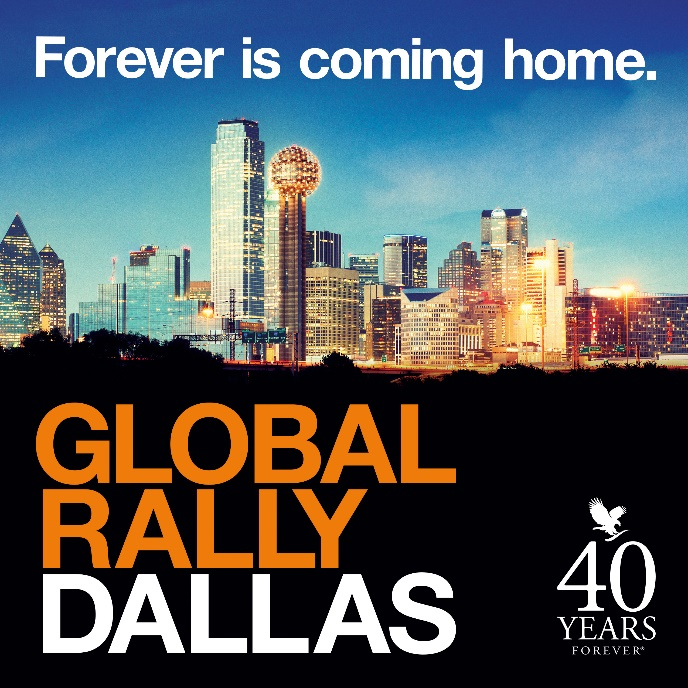 Forever is coming home.
GLOBAL
RALLY
DALLAS
40
YEARS
FOREVER®